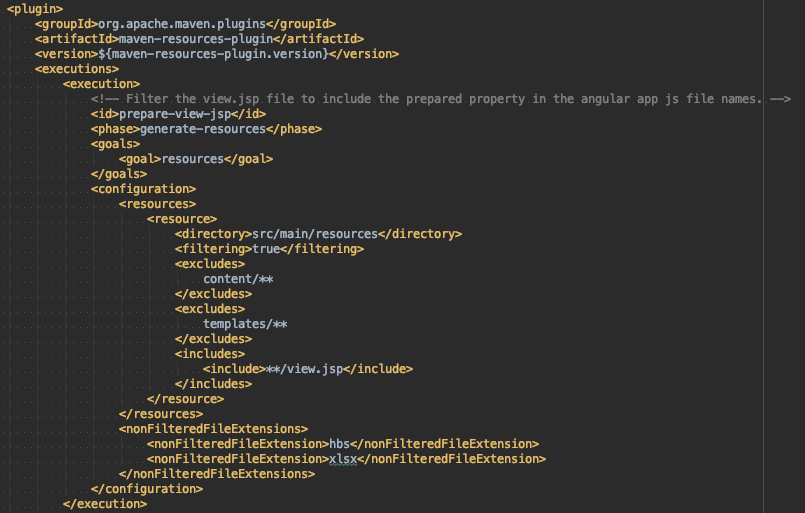 <plugin>
<groupId>org.apache.maven.plugins</groupId>
<artifactId>maven-resources-plugin</artifactId>
<version>${maven-resources-plugin.version}</version>
<executions>
<execution>
<!-- Filter the view.jsp file to include the prepared property in the angular app js file names. -->
<id>prepare-view-jsp</id>
<phase>generate-resources</phase>
<goals>
<goal>resources</goal>
</goals>
<configuration>
<resources>
<resource>
<directory>src/main/resources</directory>
<filtering>true</filtering>
<excludes>
content/**
</excludes>
<excludes>
templates/**
</excludes>
<includes>
<include>**/view.jsp</include>
</includes>
</resource>
</resources>
<nonFilteredFileExtensions>
<nonFilteredFileExtension>hbs</nonFilteredFileExtension>
<nonFilteredFileExtension>xlsx</nonFilteredFileExtension>
</nonFilteredFileExtensions>
</configuration>
</execution>